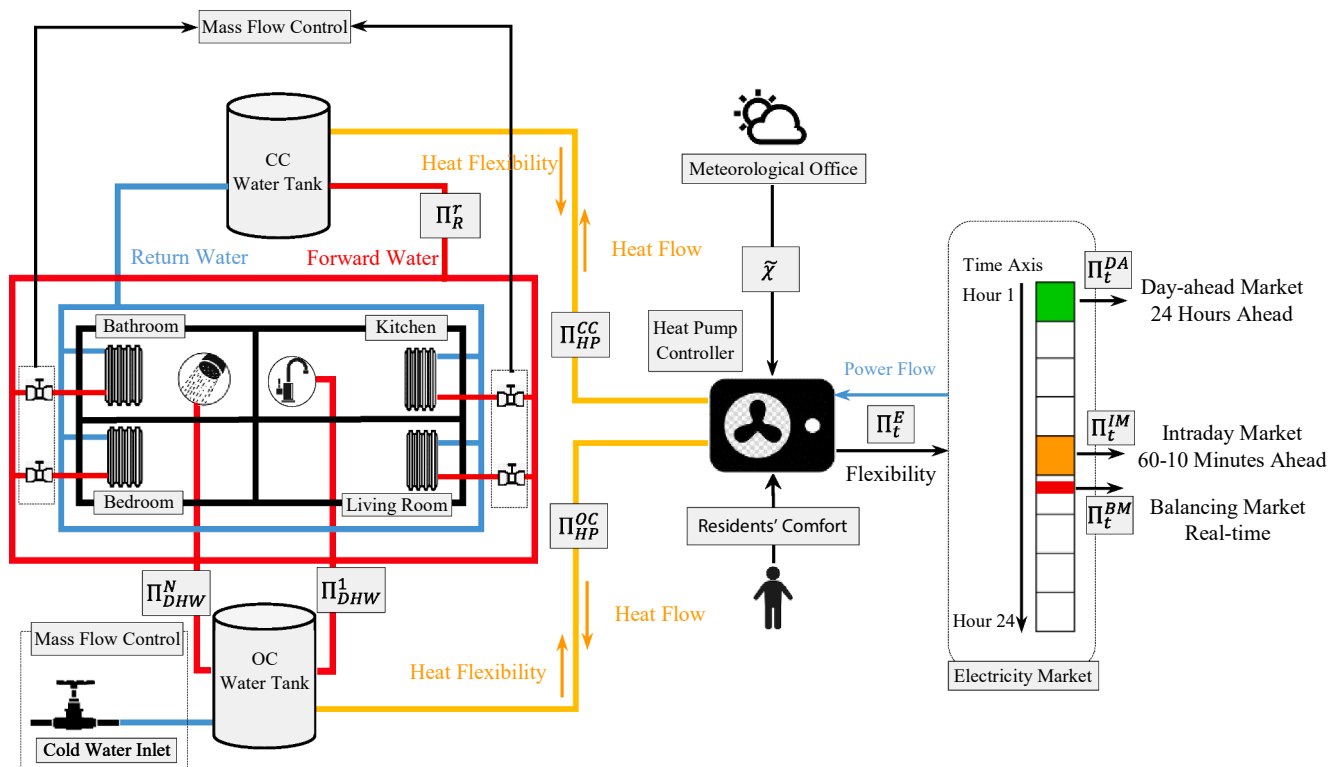 Mass Flow Control
CC
Water Tank
Heat Flexibility
Π_R^r
Return Water
Forward Water
Heat Flow
Meteorological Office
χ̃
Bathroom
Kitchen
Bedroom
Living Room
Π_HP^CC
Heat Pump
Controller
Power Flow
Π_t^E
Flexibility
Residents' Comfort
Π_HP^OC
Π_DHW^N
Π_DHW^1
Heat Flow
Heat Flexibility
Mass Flow Control
OC
Water Tank
Cold Water Inlet
Time Axis
Hour 1
Π_t^DA
Day-ahead Market
24 Hours Ahead
Π_t^IM
Intraday Market
60-10 Minutes Ahead
Π_t^BM
Balancing Market
Real-time
Hour 24
Electricity Market